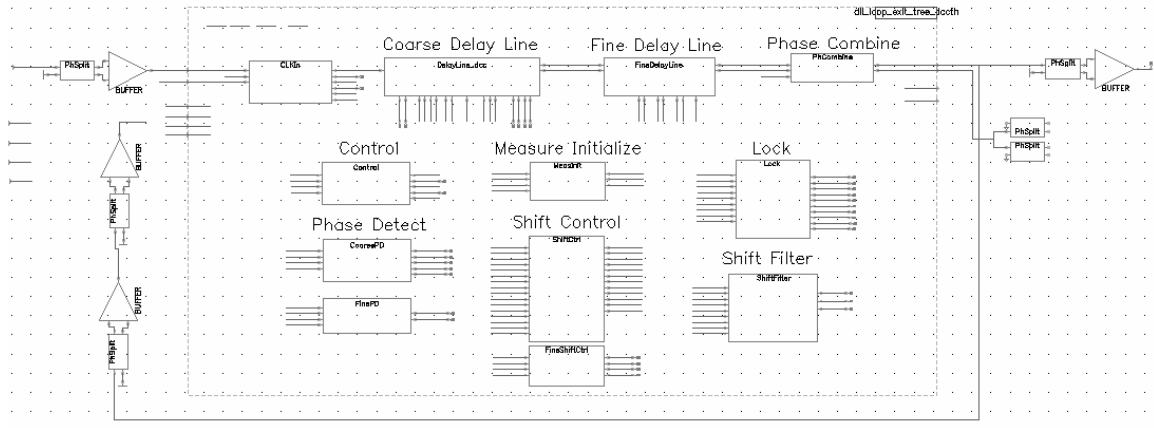 dll_loop_exit_tree_dccth
Coarse Delay Line
Fine Delay Line
Phase Combine
PhSplit
BUFFER
CLKIn
DelayLine_dcc
FineDelayLine
PhCombine
PhSplit
BUFFER
PhSplit
PhSplit
BUFFER
PhSplit
BUFFER
PhSplit
Control
Control
Measure Initialize
MeasInit
Lock
Lock
Phase Detect
CoarsePD
FinePD
Shift Control
ShiftCtrl
FineShiftCtrl
Shift Filter
ShiftFilter